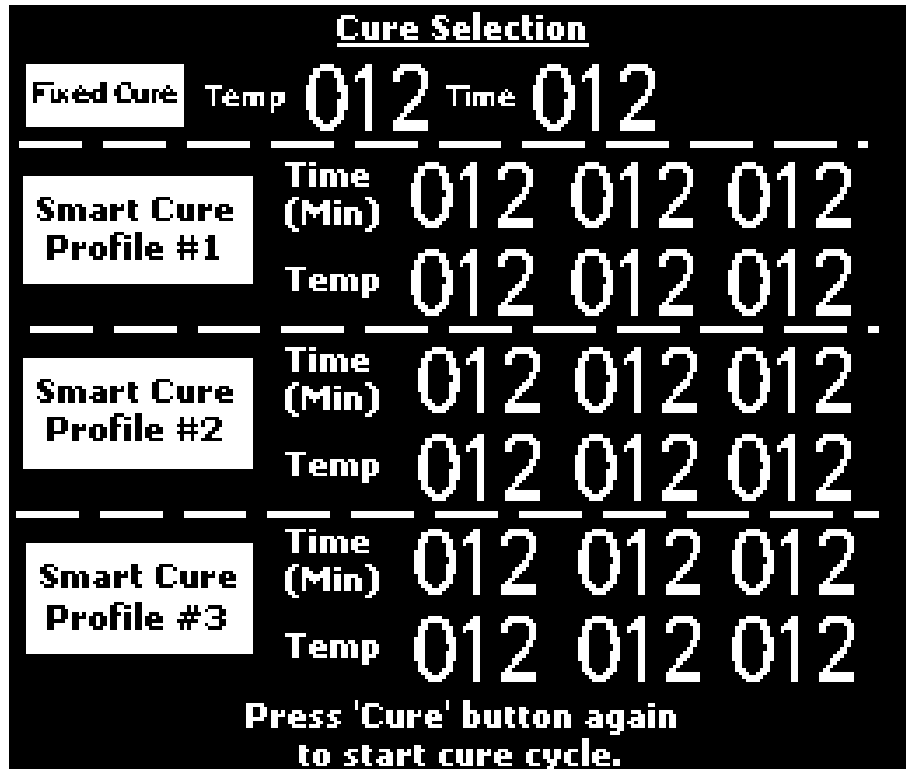 Cure Selection
Fixed Cure Temp 012 Time 012
Smart Cure
Profile #1
Time
(Min) 012 012 012
Temp 012 012 012
Smart Cure
Profile #2
Time
(Min) 012 012 012
Temp 012 012 012
Smart Cure
Profile #3
Time
(Min) 012 012 012
Temp 012 012 012
Press 'Cure' button again
to start cure cycle.